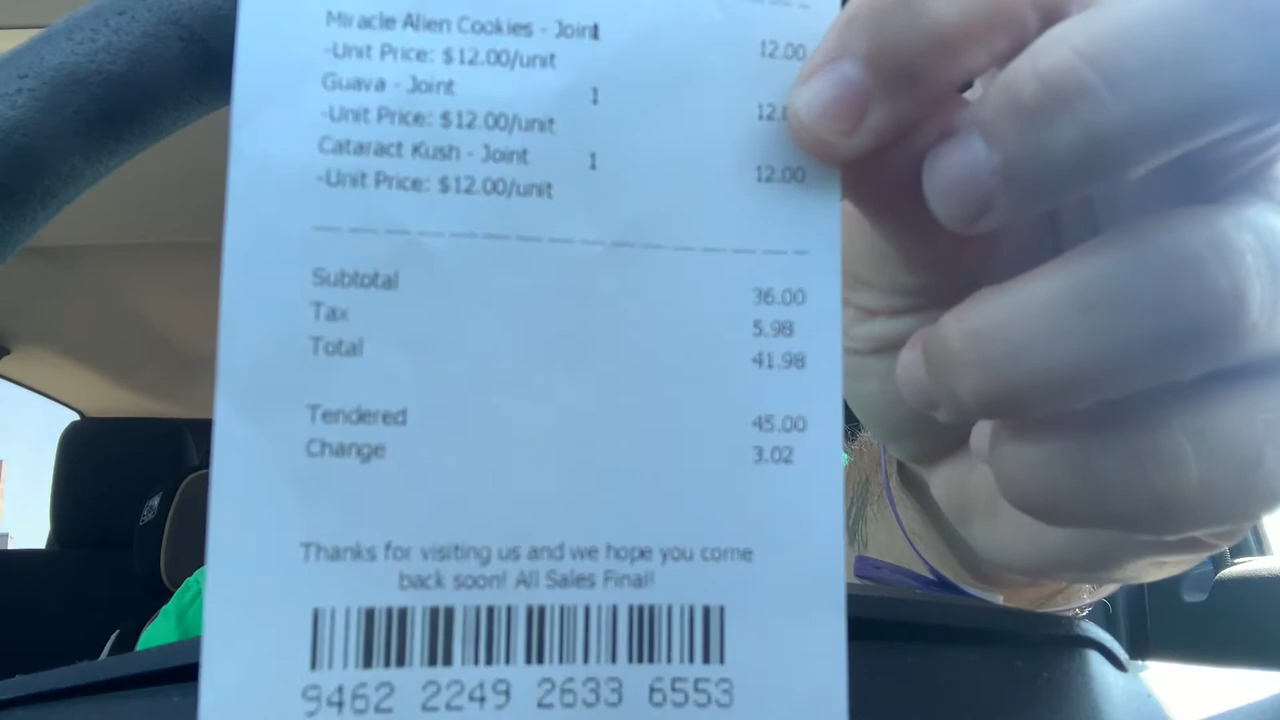 Miracle Alien Cookies - Joint 1 12.00
-Unit Price: $12.00/unit
Guava - Joint 1 12.0
-Unit Price: $12.00/unit
Cataract Kush - Joint 1 12.00
-Unit Price: $12.00/unit
Subtotal 36.00
Tax 5.98
Total 41.98
Tendered 45.00
Change 3.02
Thanks for visiting us and we hope you come
back soon! All Sales Final!
9462 2249 2633 6553